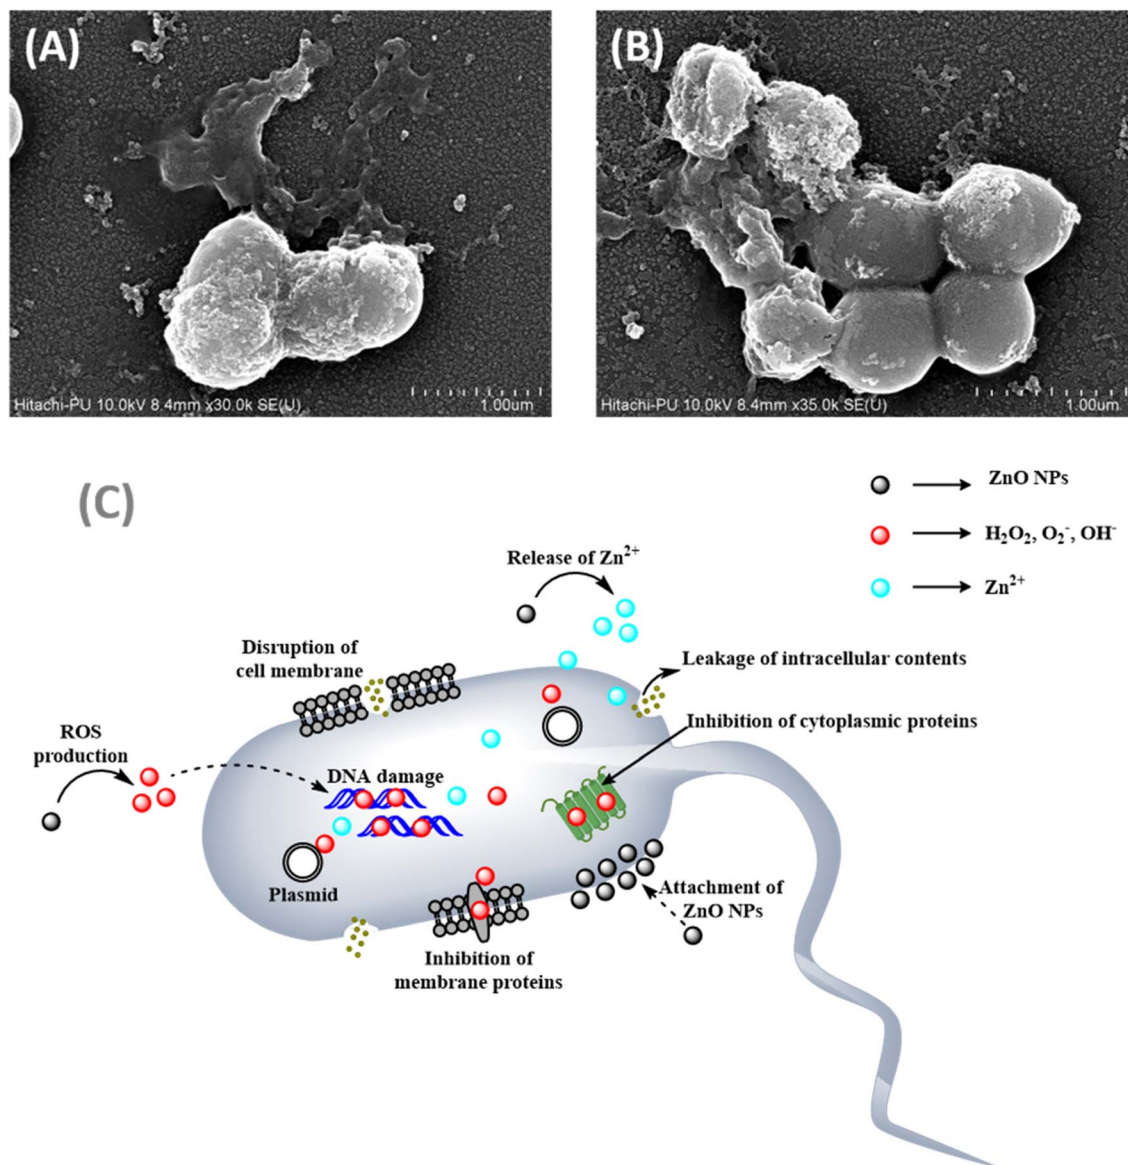 (A)
Hitachi-PU 10.0kV 8.4mm x30.0k SE(U)
1.00um
(B)
Hitachi-PU 10.0kV 8.4mm x35.0k SE(U)
1.00um
(C)
ZnO NPs
H₂O₂, O₂⁻, OH⁻
Zn²⁺
Release of Zn²⁺
Disruption of
cell membrane
Leakage of intracellular contents
Inhibition of cytoplasmic proteins
ROS
production
DNA damage
Plasmid
Attachment of
ZnO NPs
Inhibition of
membrane proteins